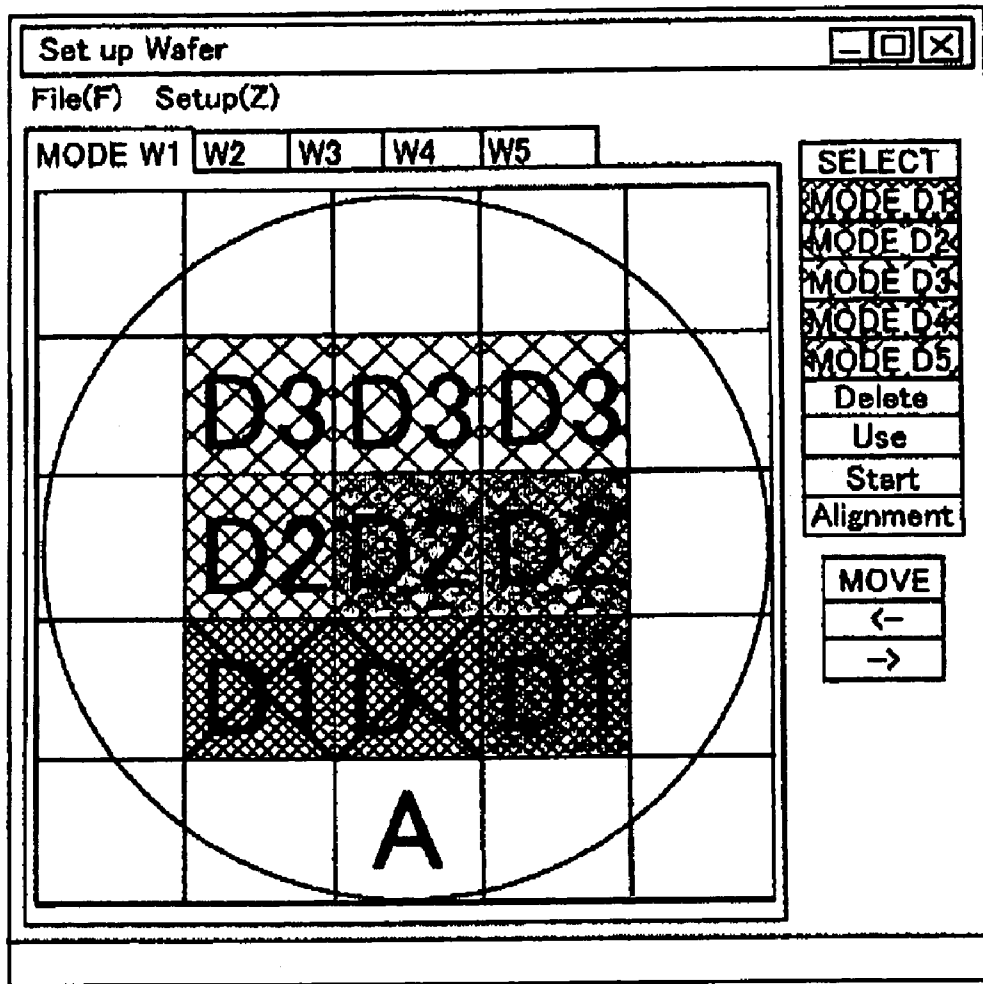 Set up Wafer
File(F) Setup(Z)
MODE W1 W2 W3 W4 W5
SELECT
MODE D1
MODE D2
MODE D3
MODE D4
MODE D5
Delete
Use
Start
Alignment
MOVE
<-
->
D3 D3 D3
D2 D2 D2
D1 D1 D1
A